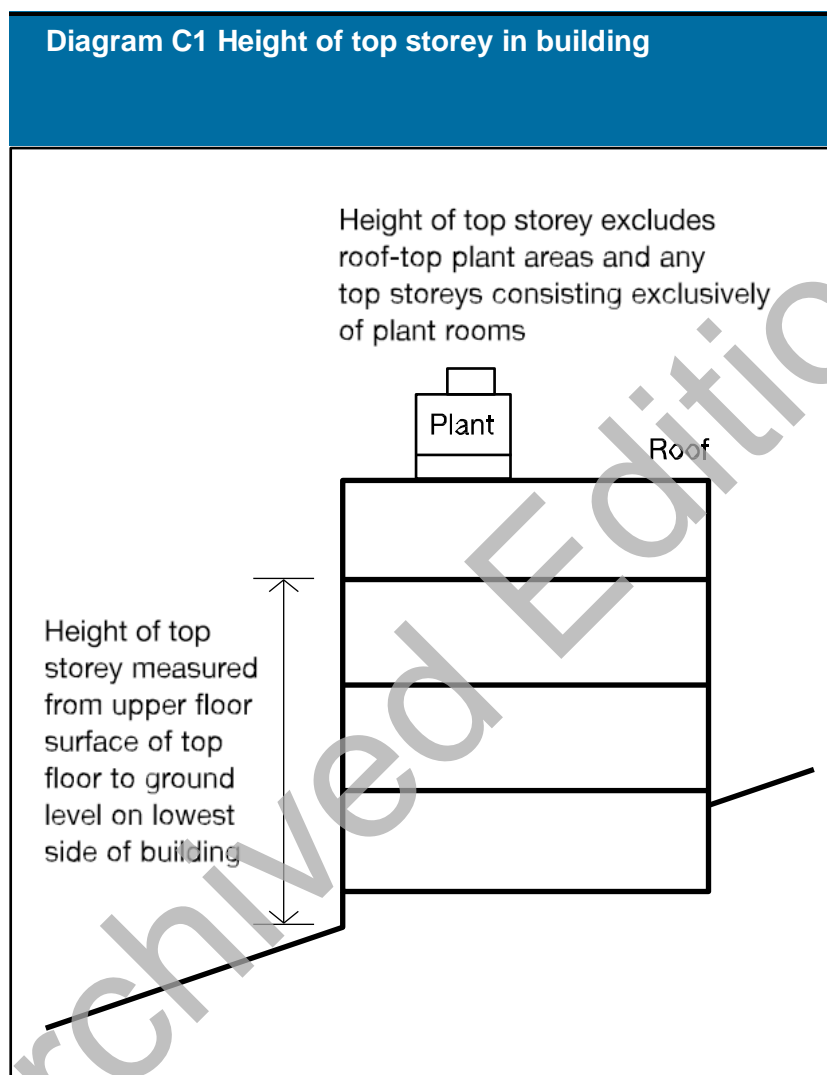 Diagram C1 Height of top storey in building
Height of top storey excludes
roof-top plant areas and any
top storeys consisting exclusively
of plant rooms
Plant
Roof
Height of top
storey measured
from upper floor
surface of top
floor to ground
level on lowest
side of building
rchived Editio